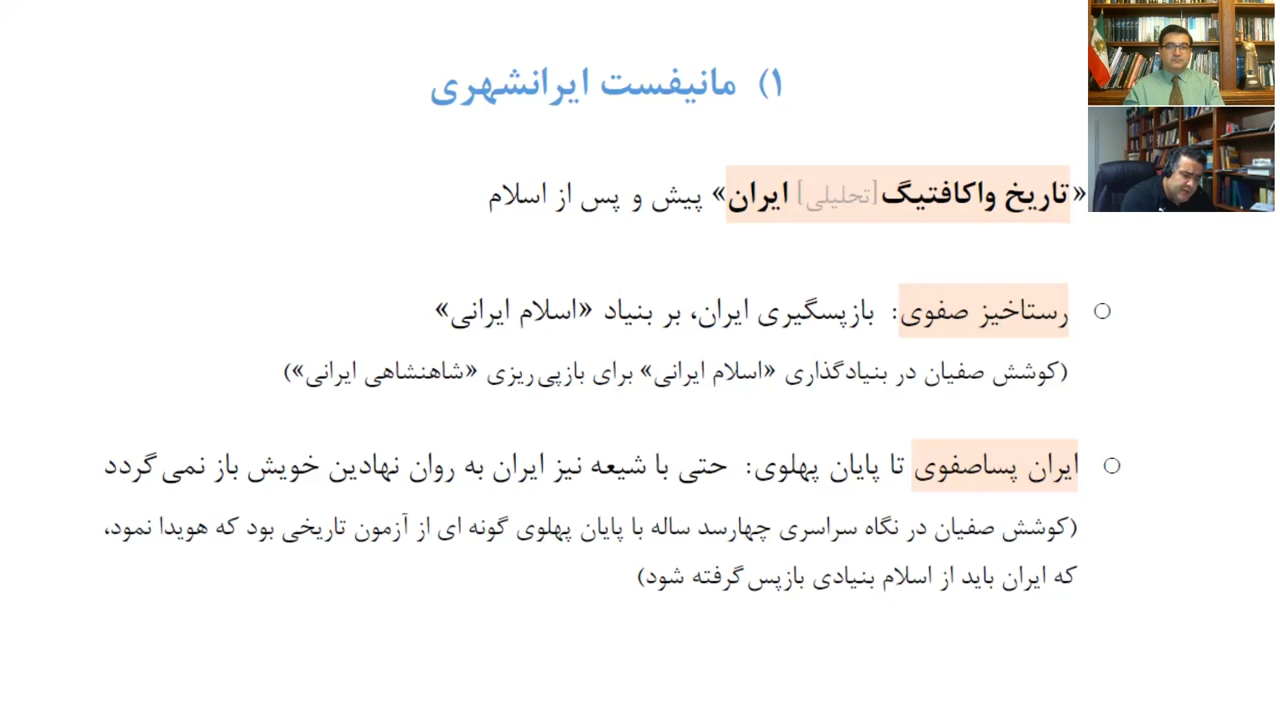 ۱) مانیفست ایرانشهری
«تاریخ واکافتیگ[تحلیلی] ایران» پیش و پس از اسلام
رستاخیز صفوی: بازپسگیری ایران، بر بنیاد «اسلام ایرانی»
(کوشش صفیان در بنیادگذاری «اسلام ایرانی» برای بازپی ریزی «شاهنشاهی ایرانی»)
ایران پساصفوی تا پایان پهلوی: حتی با شیعه نیز ایران به روان نهادین خویش باز نمی گردد
(کوشش صفیان در نگاه سراسری چهارسد ساله با پایان پهلوی گونه ای از آزمون تاریخی بود که هویدا نمود،
که ایران باید از اسلام بنیادی بازپس گرفته شود)